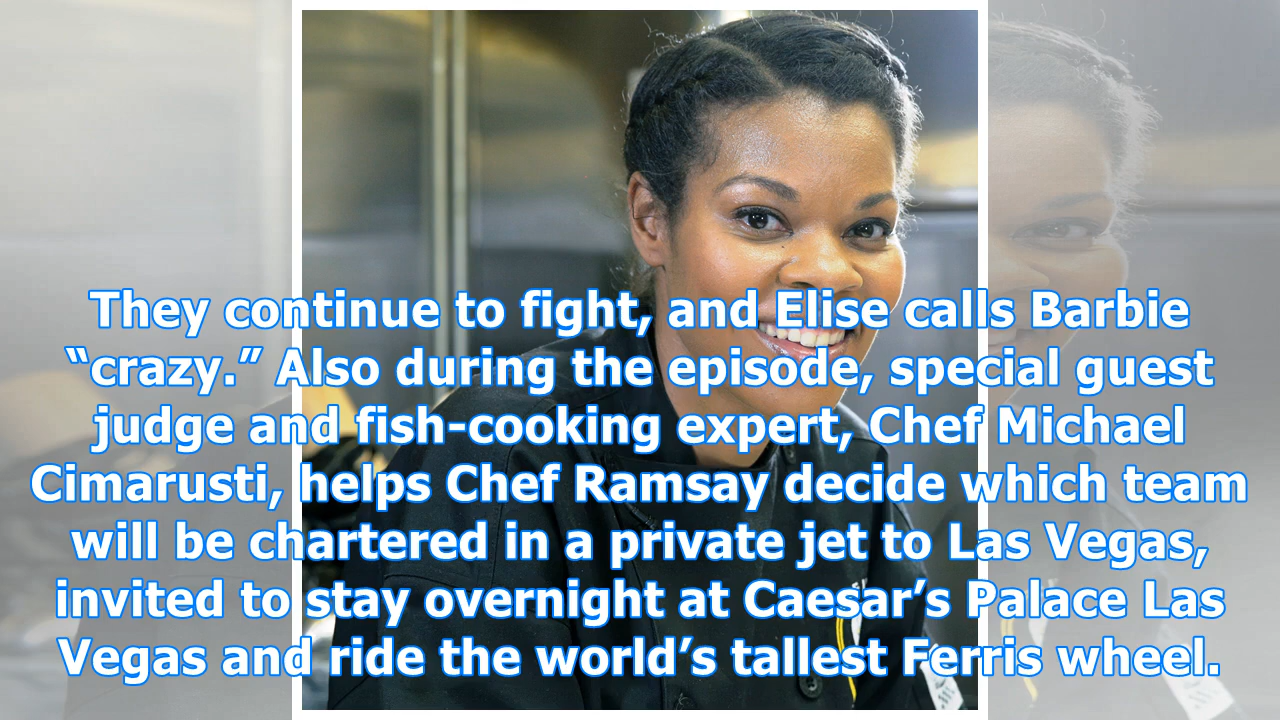 They continue to fight, and Elise calls Barbie
“crazy.” Also during the episode, special guest
judge and fish-cooking expert, Chef Michael
Cimarusti, helps Chef Ramsay decide which team
will be chartered in a private jet to Las Vegas,
invited to stay overnight at Caesar’s Palace Las
Vegas and ride the world’s tallest Ferris wheel.